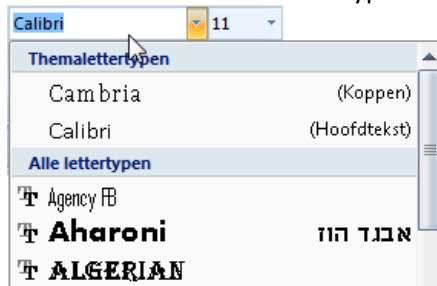 Calibri 11
Themalettertypen
Cambria (Koppen)
Calibri (Hoofdtekst)
Alle lettertypen
Agency FB
Aharoni אבגד הוז
ALGERIAN